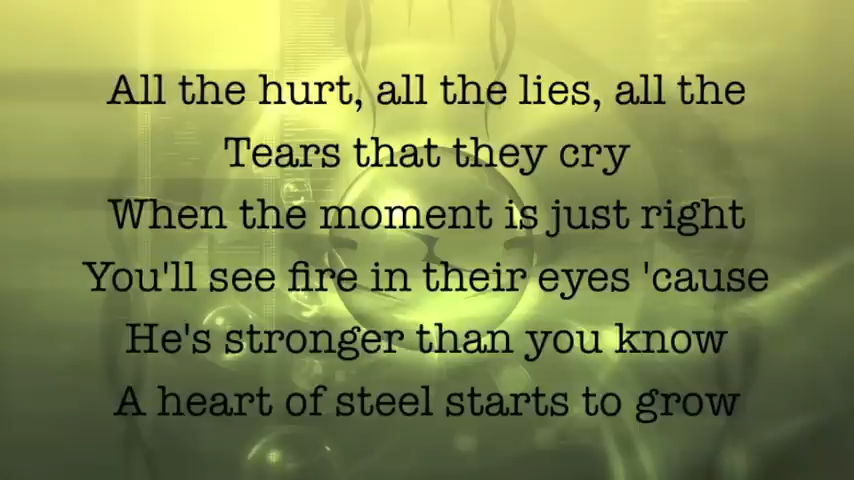 All the hurt, all the lies, all the
Tears that they cry
When the moment is just right
You'll see fire in their eyes 'cause
He's stronger than you know
A heart of steel starts to grow